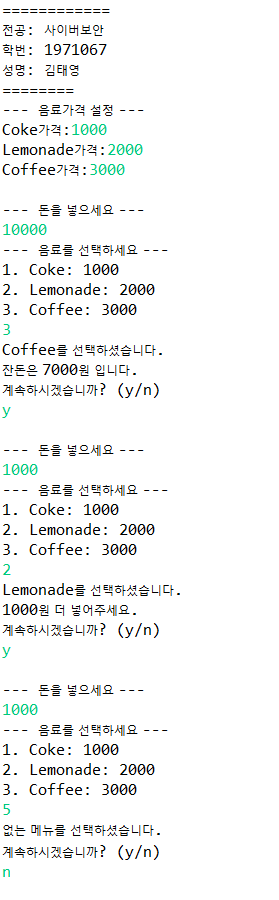 ============
전공: 사이버보안
학번: 1971067
성명: 김태영
========
--- 음료가격 설정 ---
Coke가격:1000
Lemonade가격:2000
Coffee가격:3000

--- 돈을 넣으세요 ---
10000
--- 음료를 선택하세요 ---
1. Coke: 1000
2. Lemonade: 2000
3. Coffee: 3000
3
Coffee를 선택하셨습니다.
잔돈은 7000원 입니다.
계속하시겠습니까? (y/n)
y

--- 돈을 넣으세요 ---
1000
--- 음료를 선택하세요 ---
1. Coke: 1000
2. Lemonade: 2000
3. Coffee: 3000
2
Lemonade를 선택하셨습니다.
1000원 더 넣어주세요.
계속하시겠습니까? (y/n)
y

--- 돈을 넣으세요 ---
1000
--- 음료를 선택하세요 ---
1. Coke: 1000
2. Lemonade: 2000
3. Coffee: 3000
5
없는 메뉴를 선택하셨습니다.
계속하시겠습니까? (y/n)
n